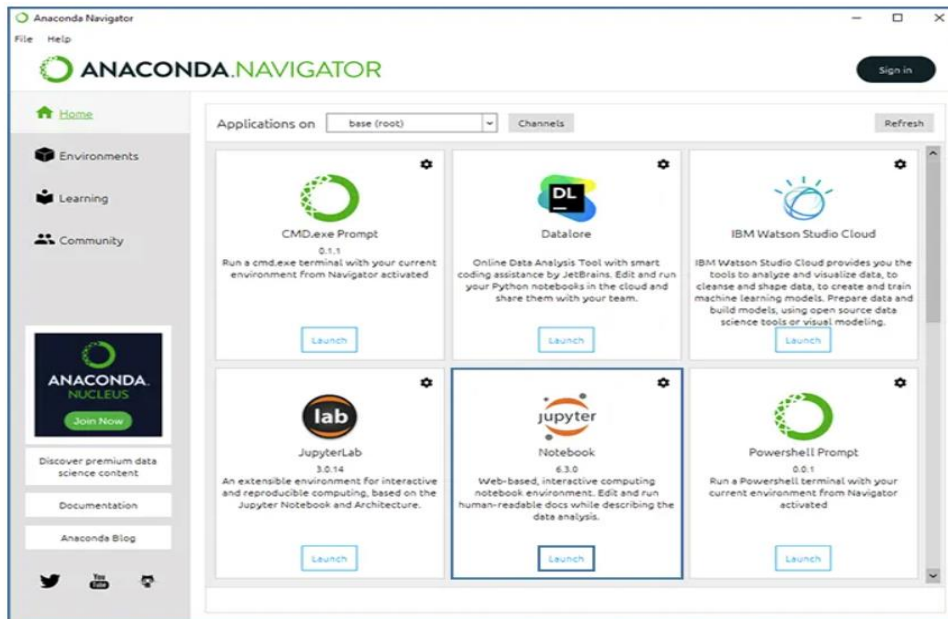 Anaconda Navigator
File Help
ANACONDA.NAVIGATOR
Sign in
Home
Environments
Learning
Community
ANACONDA.
NUCLEUS
Join Now
Discover premium data
science content
Documentation
Anaconda Blog
You
Tube
Applications on base (root) Channels Refresh
CMD.exe Prompt
0.1.1
Run a cmd.exe terminal with your current
environment from Navigator activated
Launch
DL
Datalore
Online Data Analysis Tool with smart
coding assistance by JetBrains. Edit and run
your Python notebooks in the cloud and
share them with your team.
Launch
IBM Watson Studio Cloud
IBM Watson Studio Cloud provides you the
tools to analyze and visualize data, to
cleanse and shape data, to create and train
machine learning models. Prepare data and
build models, using open source data
science tools or visual modeling.
Launch
lab
JupyterLab
3.0.14
An extensible environment for interactive
and reproducible computing, based on the
Jupyter Notebook and Architecture.
Launch
jupyter
Notebook
6.3.0
Web-based, interactive computing
notebook environment. Edit and run
human-readable docs while describing the
data analysis.
Launch
Powershell Prompt
0.0.1
Run a Powershell terminal with your
current environment from Navigator
activated
Launch